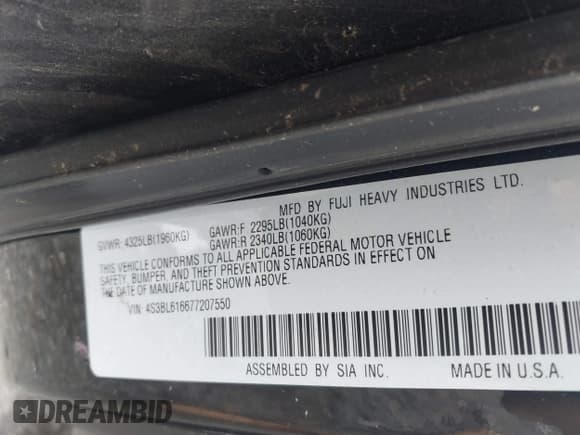 MFD BY FUJI HEAVY INDUSTRIES LTD.
GVWR: 4325LB(1960KG) GAWR:F 2295LB(1040KG)
GAWR:R 2340LB(1060KG)
THIS VEHICLE CONFORMS TO ALL APPLICABLE FEDERAL MOTOR VEHICLE
SAFETY, BUMPER, AND THEFT PREVENTION STANDARDS IN EFFECT ON
THE DATE OF MANUFACTURE SHOWN ABOVE.
VIN: 4S3BL616677207550
ASSEMBLED BY SIA INC. MADE IN U.S.A.
DREAMBID